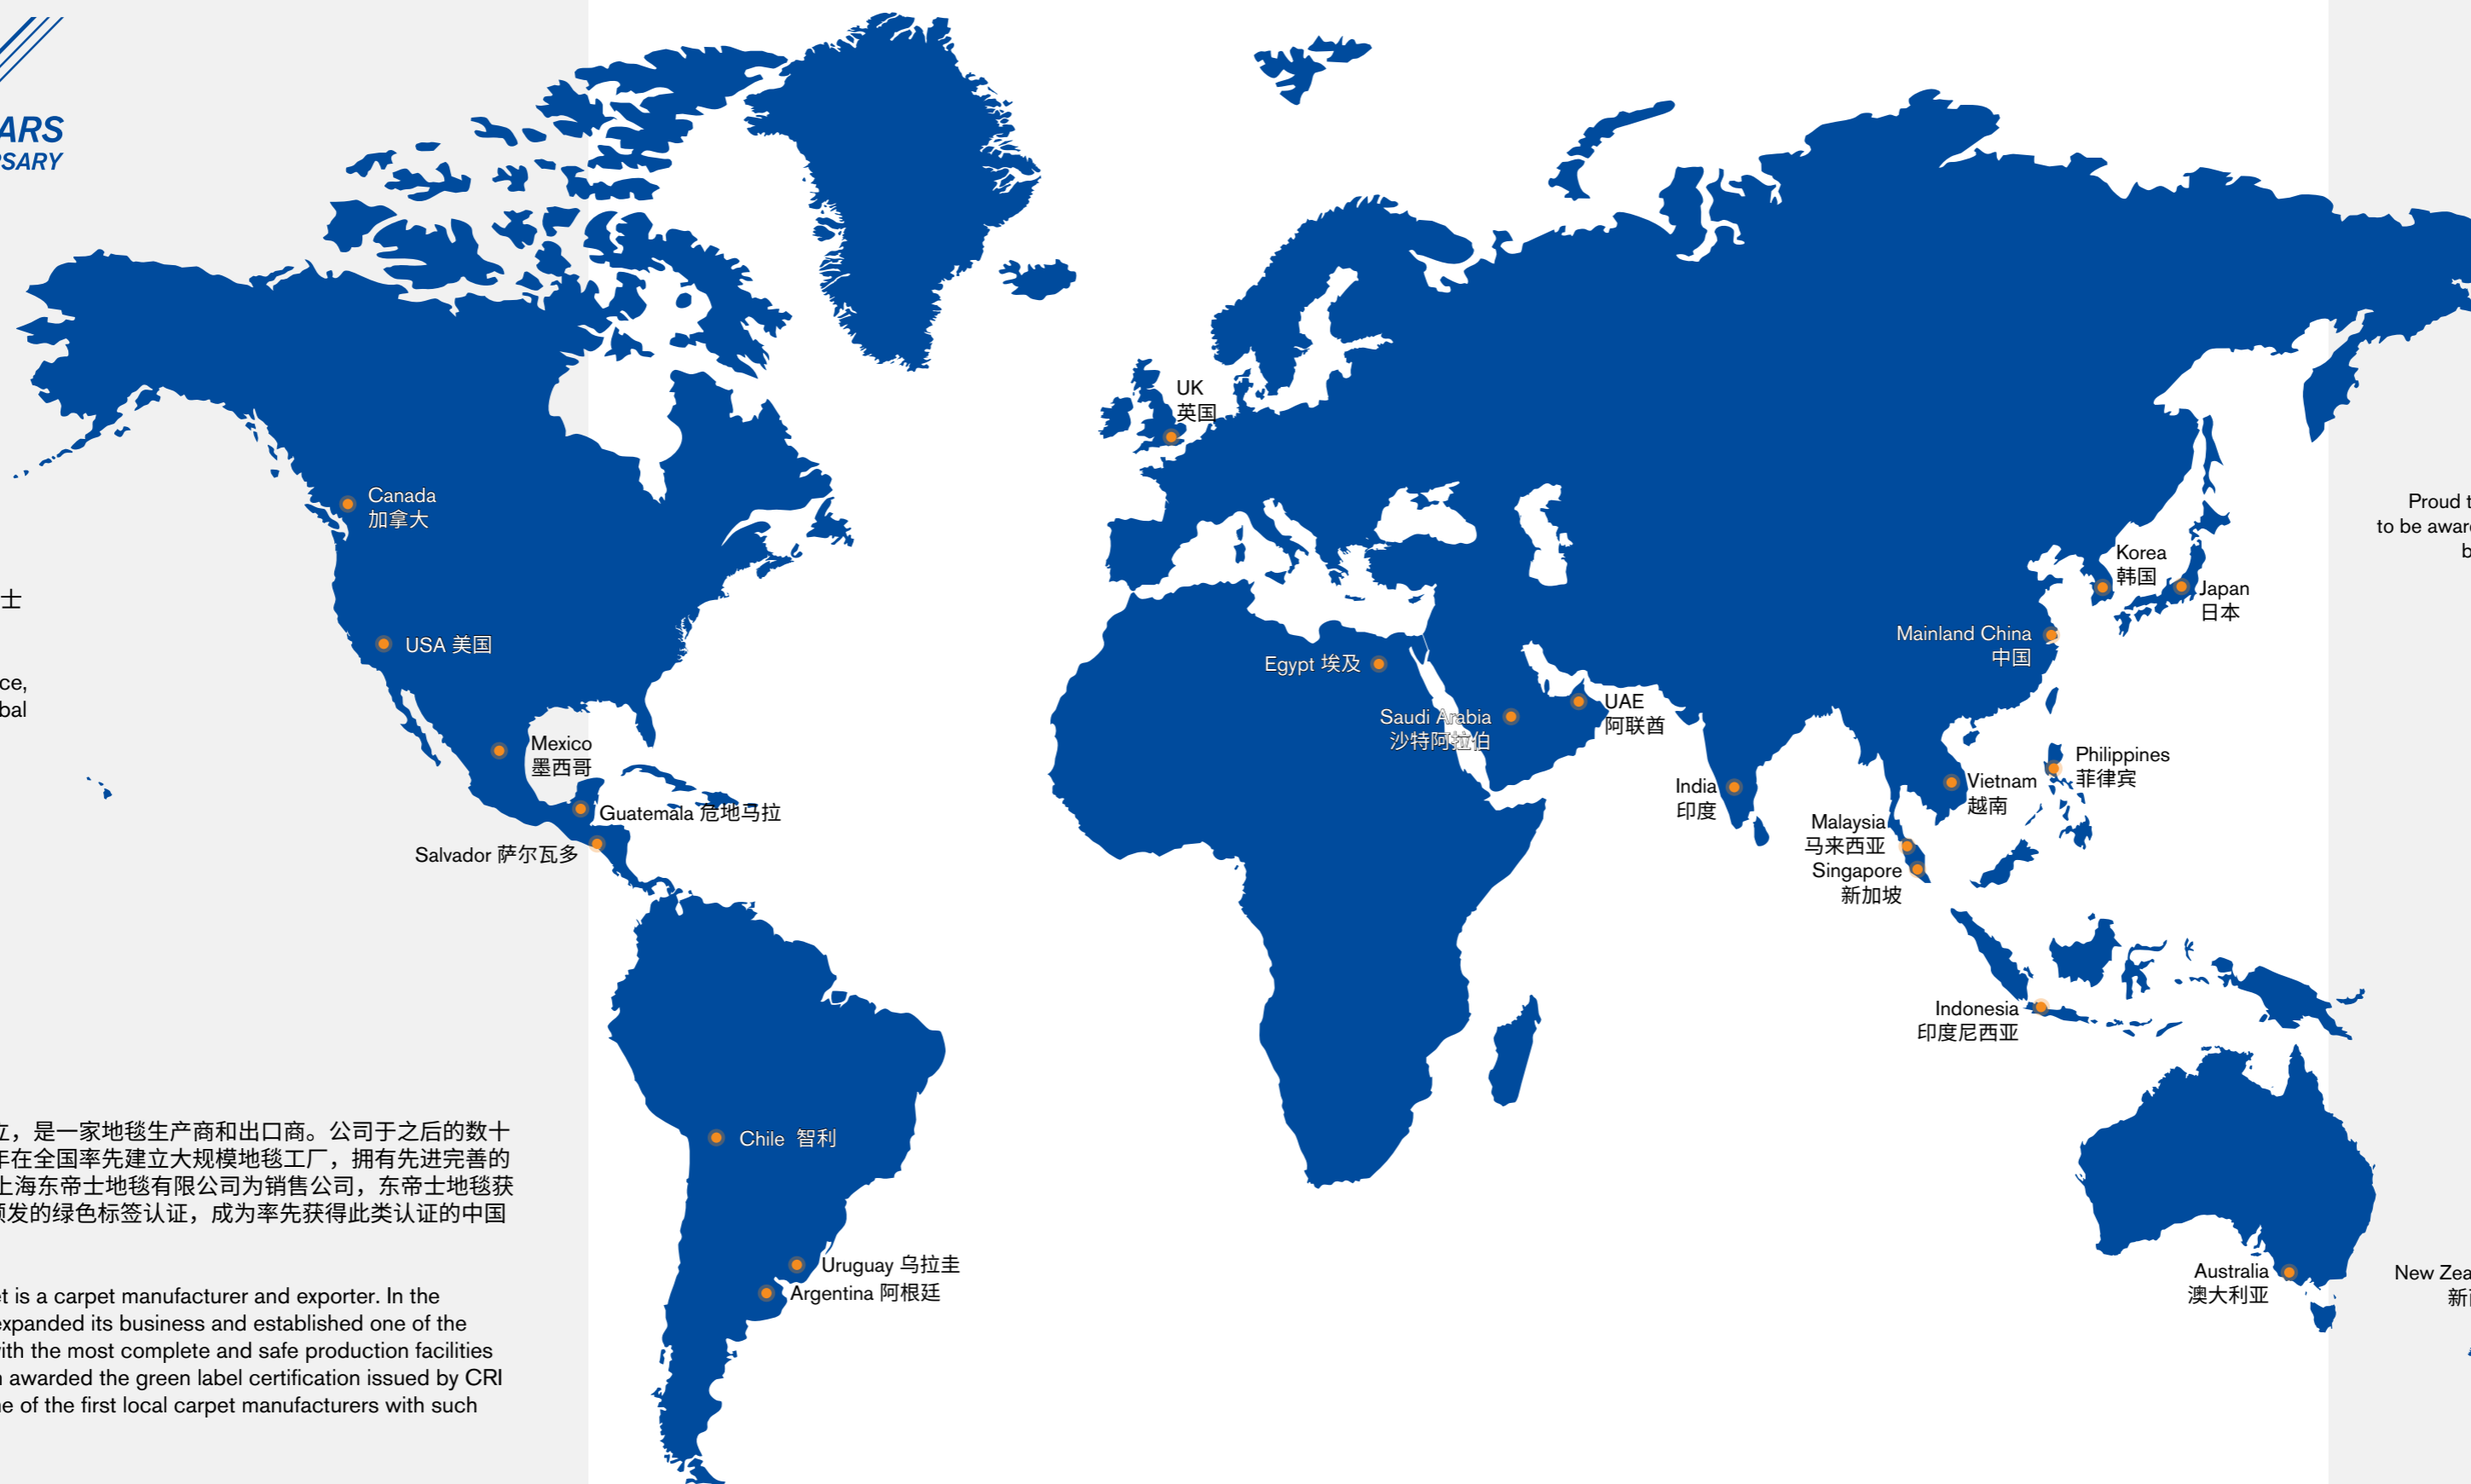 ARS
RSARY
UK
英国
Canada
加拿大
Proud t
to be awar
b
Korea
韩国
Japan
日本
士
Mainland China
中国
USA 美国
Egypt 埃及
ce,
bal
UAE
阿联酋
Saudi Arabia
沙特阿拉伯
Mexico
墨西哥
Philippines
菲律宾
India
印度
Vietnam
越南
Guatemala 危地马拉
Malaysia
马来西亚
Salvador 萨尔瓦多
Singapore
新加坡
Indonesia
印度尼西亚
立，是一家地毯生产商和出口商。公司于之后的数十
年在全国率先建立大规模地毯工厂，拥有先进完善的
上海东帝士地毯有限公司为销售公司，东帝士地毯获
颁发的绿色标签认证，成为率先获得此类认证的中国
Chile 智利
Uruguay 乌拉圭
Argentina 阿根廷
Australia
澳大利亚
New Zea
新
et is a carpet manufacturer and exporter. In the
expanded its business and established one of the
with the most complete and safe production facilities
n awarded the green label certification issued by CRI
ne of the first local carpet manufacturers with such